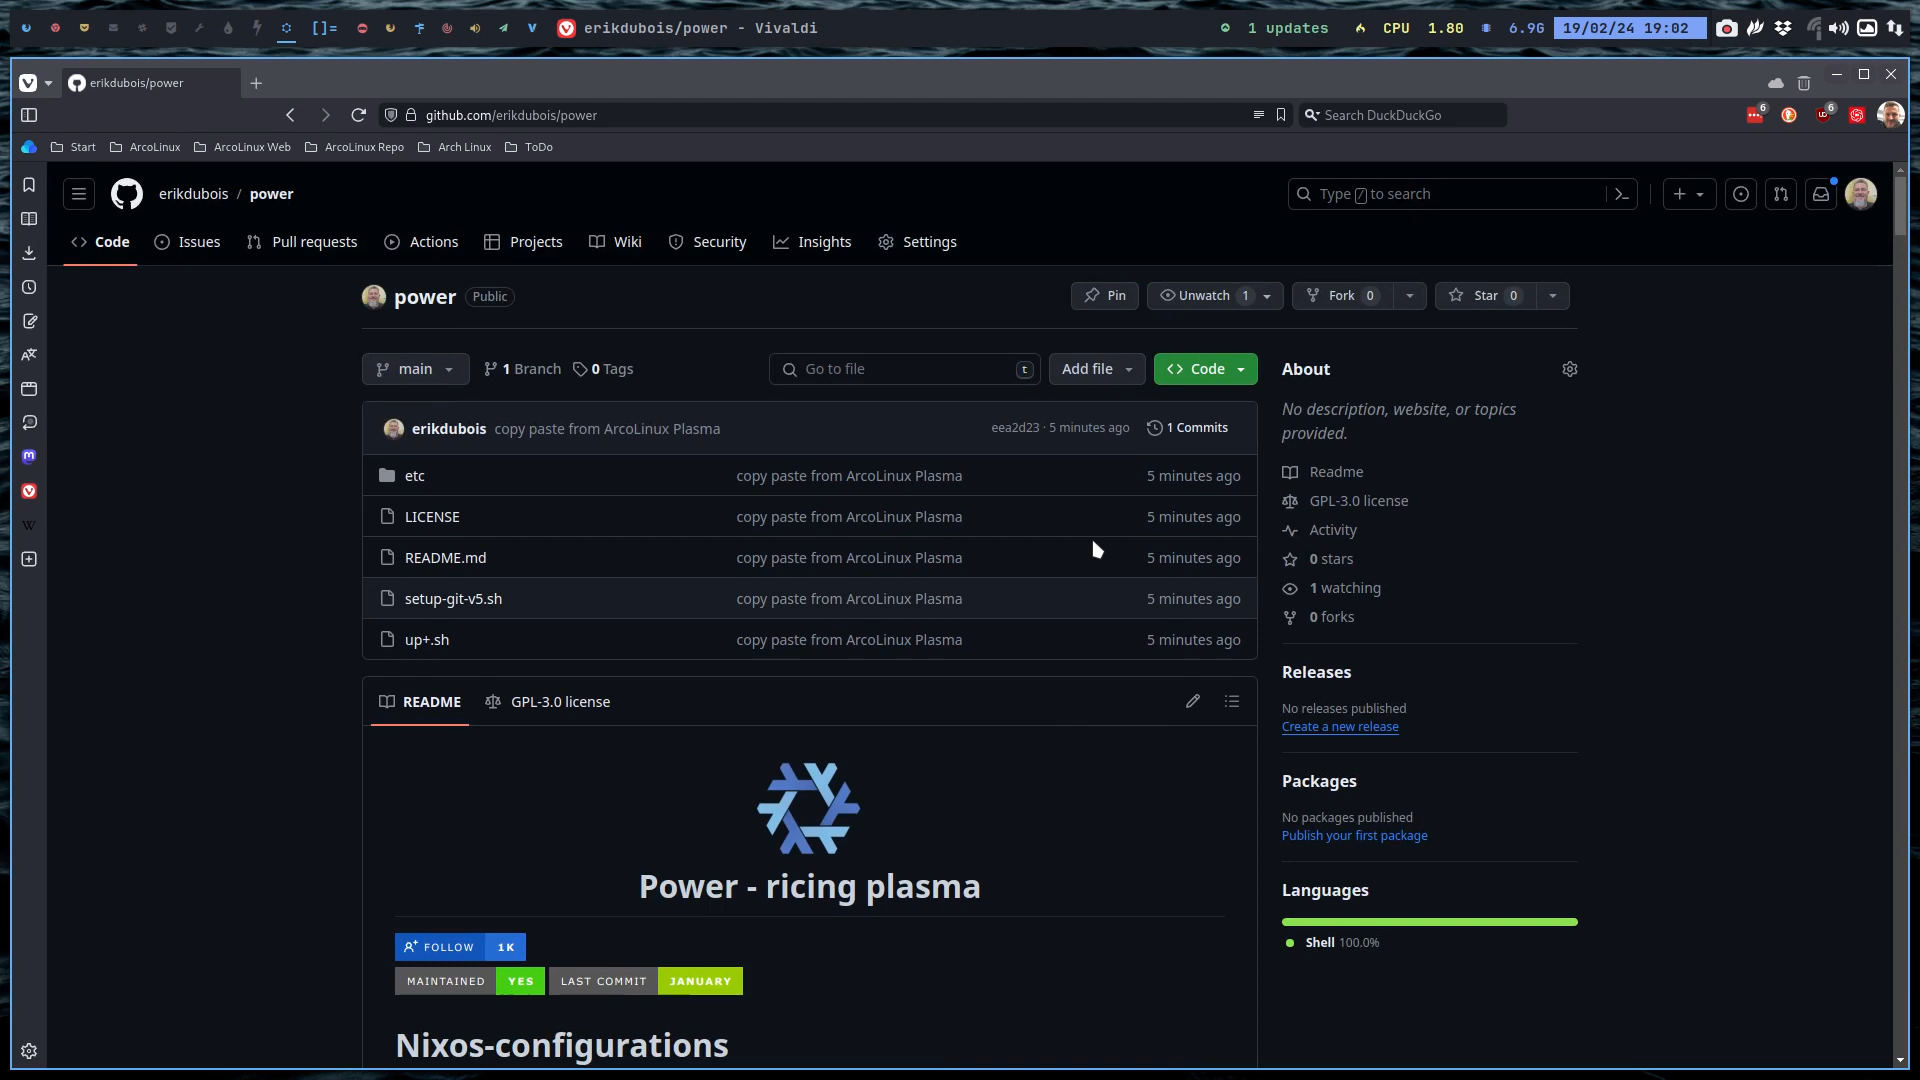 []= erikdubois/power - Vivaldi 1 updates CPU 1.80 6.9G 19/02/24 19:02
erikdubois/power
github.com/erikdubois/power Search DuckDuckGo 6 6
Start ArcoLinux ArcoLinux Web ArcoLinux Repo Arch Linux ToDo
erikdubois / power Type / to search
Code Issues Pull requests Actions Projects Wiki Security Insights Settings
power Public Pin Unwatch 1 Fork 0 Star 0
main 1 Branch 0 Tags Go to file t Add file <> Code
erikdubois copy paste from ArcoLinux Plasma eea2d23 · 5 minutes ago 1 Commits
etc copy paste from ArcoLinux Plasma 5 minutes ago
LICENSE copy paste from ArcoLinux Plasma 5 minutes ago
README.md copy paste from ArcoLinux Plasma 5 minutes ago
setup-git-v5.sh copy paste from ArcoLinux Plasma 5 minutes ago
up+.sh copy paste from ArcoLinux Plasma 5 minutes ago
README GPL-3.0 license
Power - ricing plasma
FOLLOW 1K
MAINTAINED YES LAST COMMIT JANUARY
Nixos-configurations
About
No description, website, or topics
provided.
Readme
GPL-3.0 license
Activity
0 stars
1 watching
0 forks
Releases
No releases published
Create a new release
Packages
No packages published
Publish your first package
Languages
Shell 100.0%